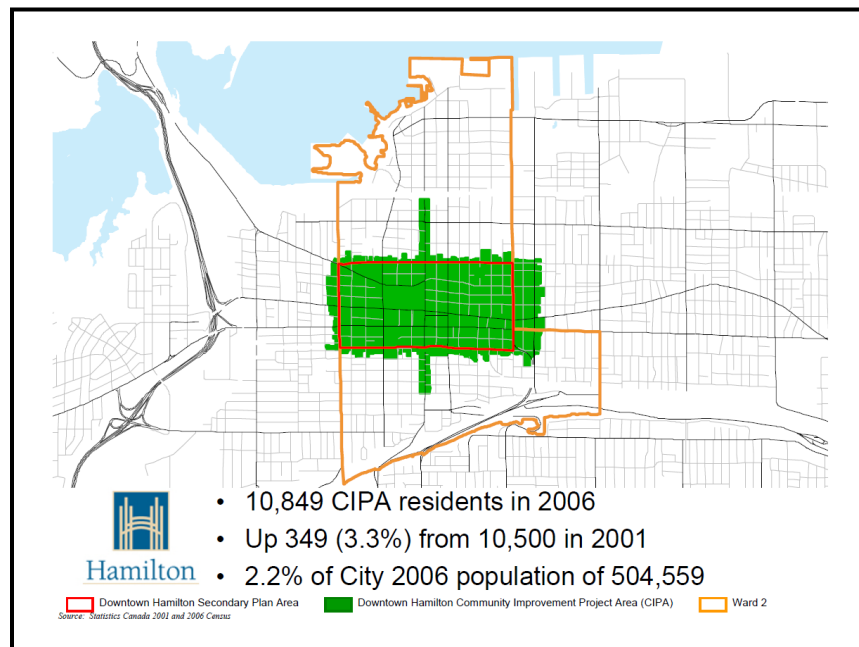 • 10,849 CIPA residents in 2006
• Up 349 (3.3%) from 10,500 in 2001
• 2.2% of City 2006 population of 504,559
Hamilton
Downtown Hamilton Secondary Plan Area Downtown Hamilton Community Improvement Project Area (CIPA) Ward 2
Source: Statistics Canada 2001 and 2006 Census